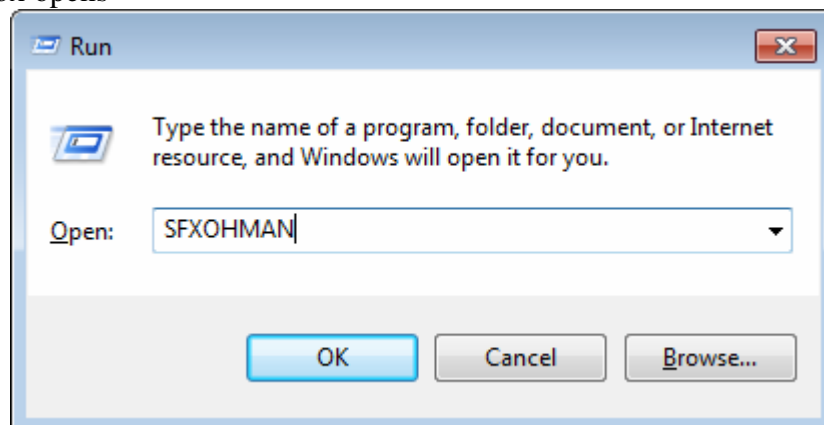 opens
Run
Type the name of a program, folder, document, or Internet
resource, and Windows will open it for you.
Open:
SFXOHMAN
OK
Cancel
Browse...